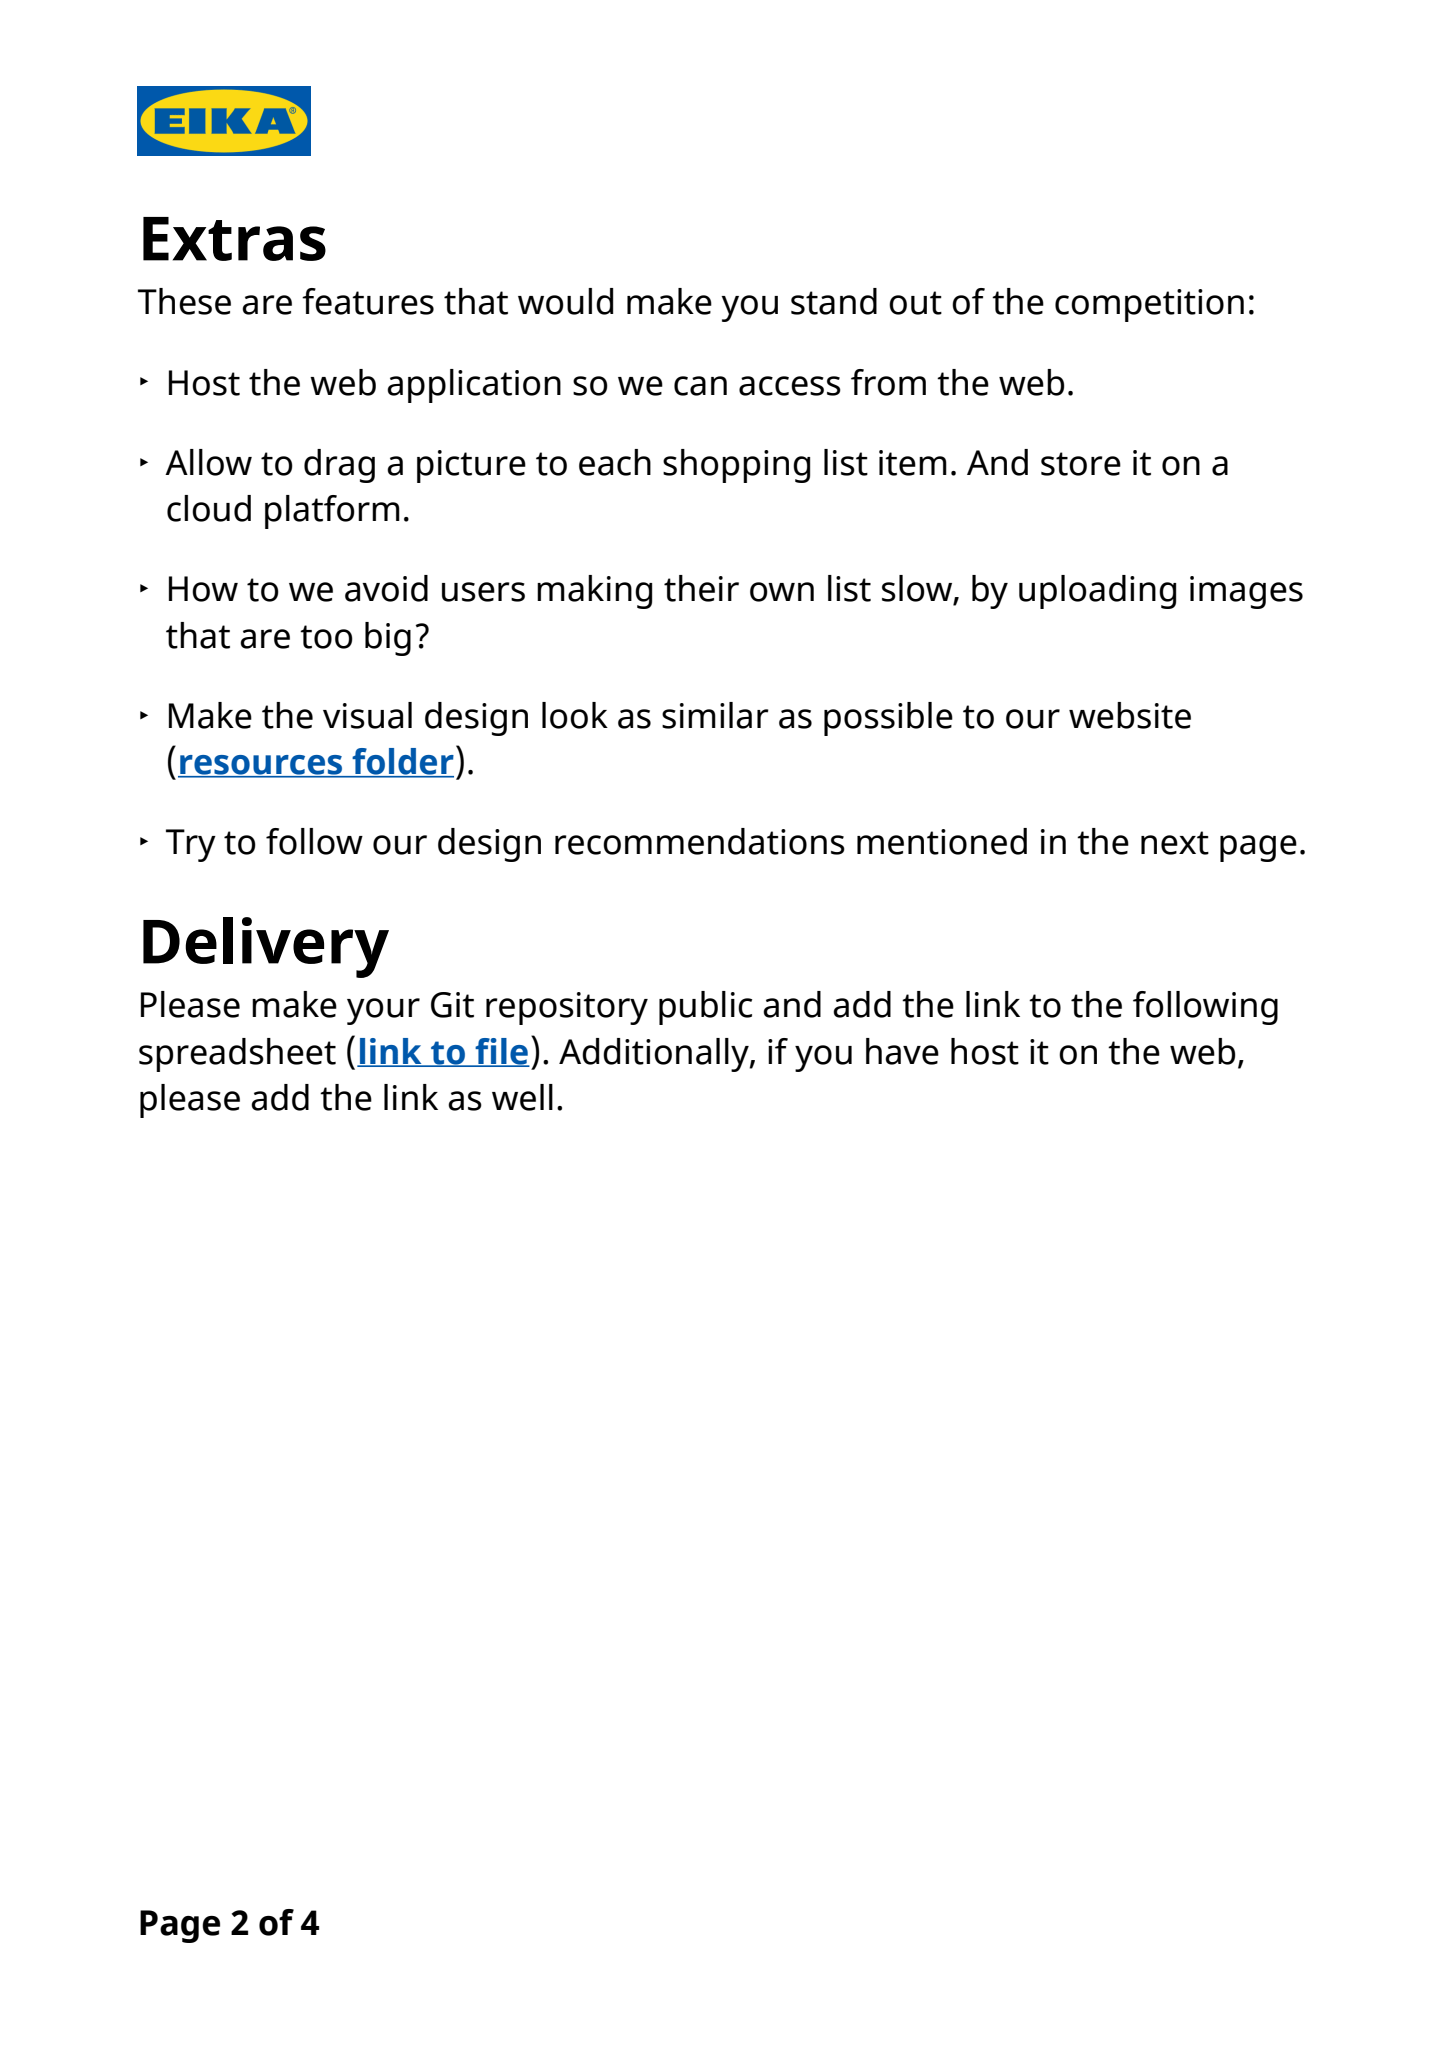 EIKA®
Extras
These are features that would make you stand out of the competition:
‣ Host the web application so we can access from the web.
‣ Allow to drag a picture to each shopping list item. And store it on a
cloud platform.
‣ How to we avoid users making their own list slow, by uploading images
that are too big?
‣ Make the visual design look as similar as possible to our website
(resources folder).
‣ Try to follow our design recommendations mentioned in the next page.
Delivery
Please make your Git repository public and add the link to the following
spreadsheet (link to file). Additionally, if you have host it on the web,
please add the link as well.
Page 2 of 4